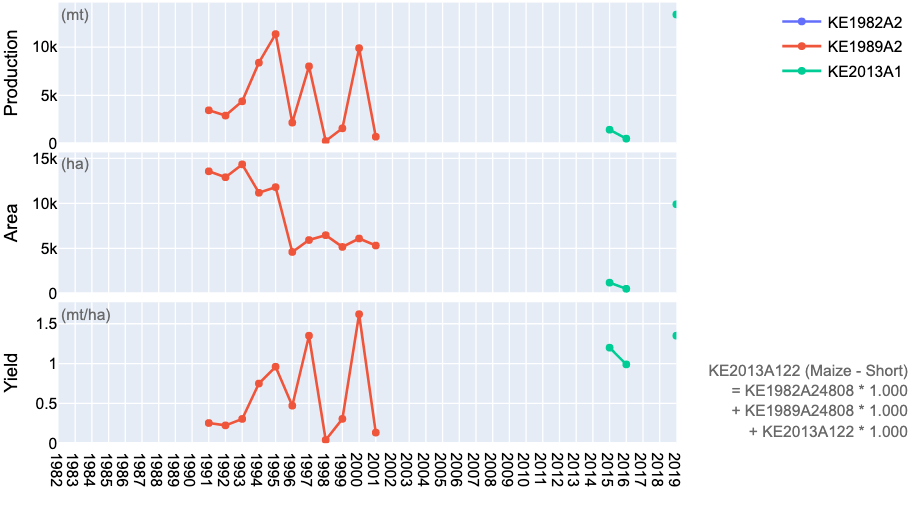 (mt)
Production
10k
5k
0
(ha)
Area
15k
10k
5k
0
(mt/ha)
Yield
1.5
1
0.5
0
1982
1983
1984
1985
1986
1987
1988
1989
1990
1991
1992
1993
1994
1995
1996
1997
1998
1999
2000
2001
2002
2003
2004
2005
2006
2007
2008
2009
2010
2011
2012
2013
2014
2015
2016
2017
2018
2019
KE1982A2
KE1989A2
KE2013A1
KE2013A122 (Maize - Short)
= KE1982A24808 * 1.000
+ KE1989A24808 * 1.000
+ KE2013A122 * 1.000